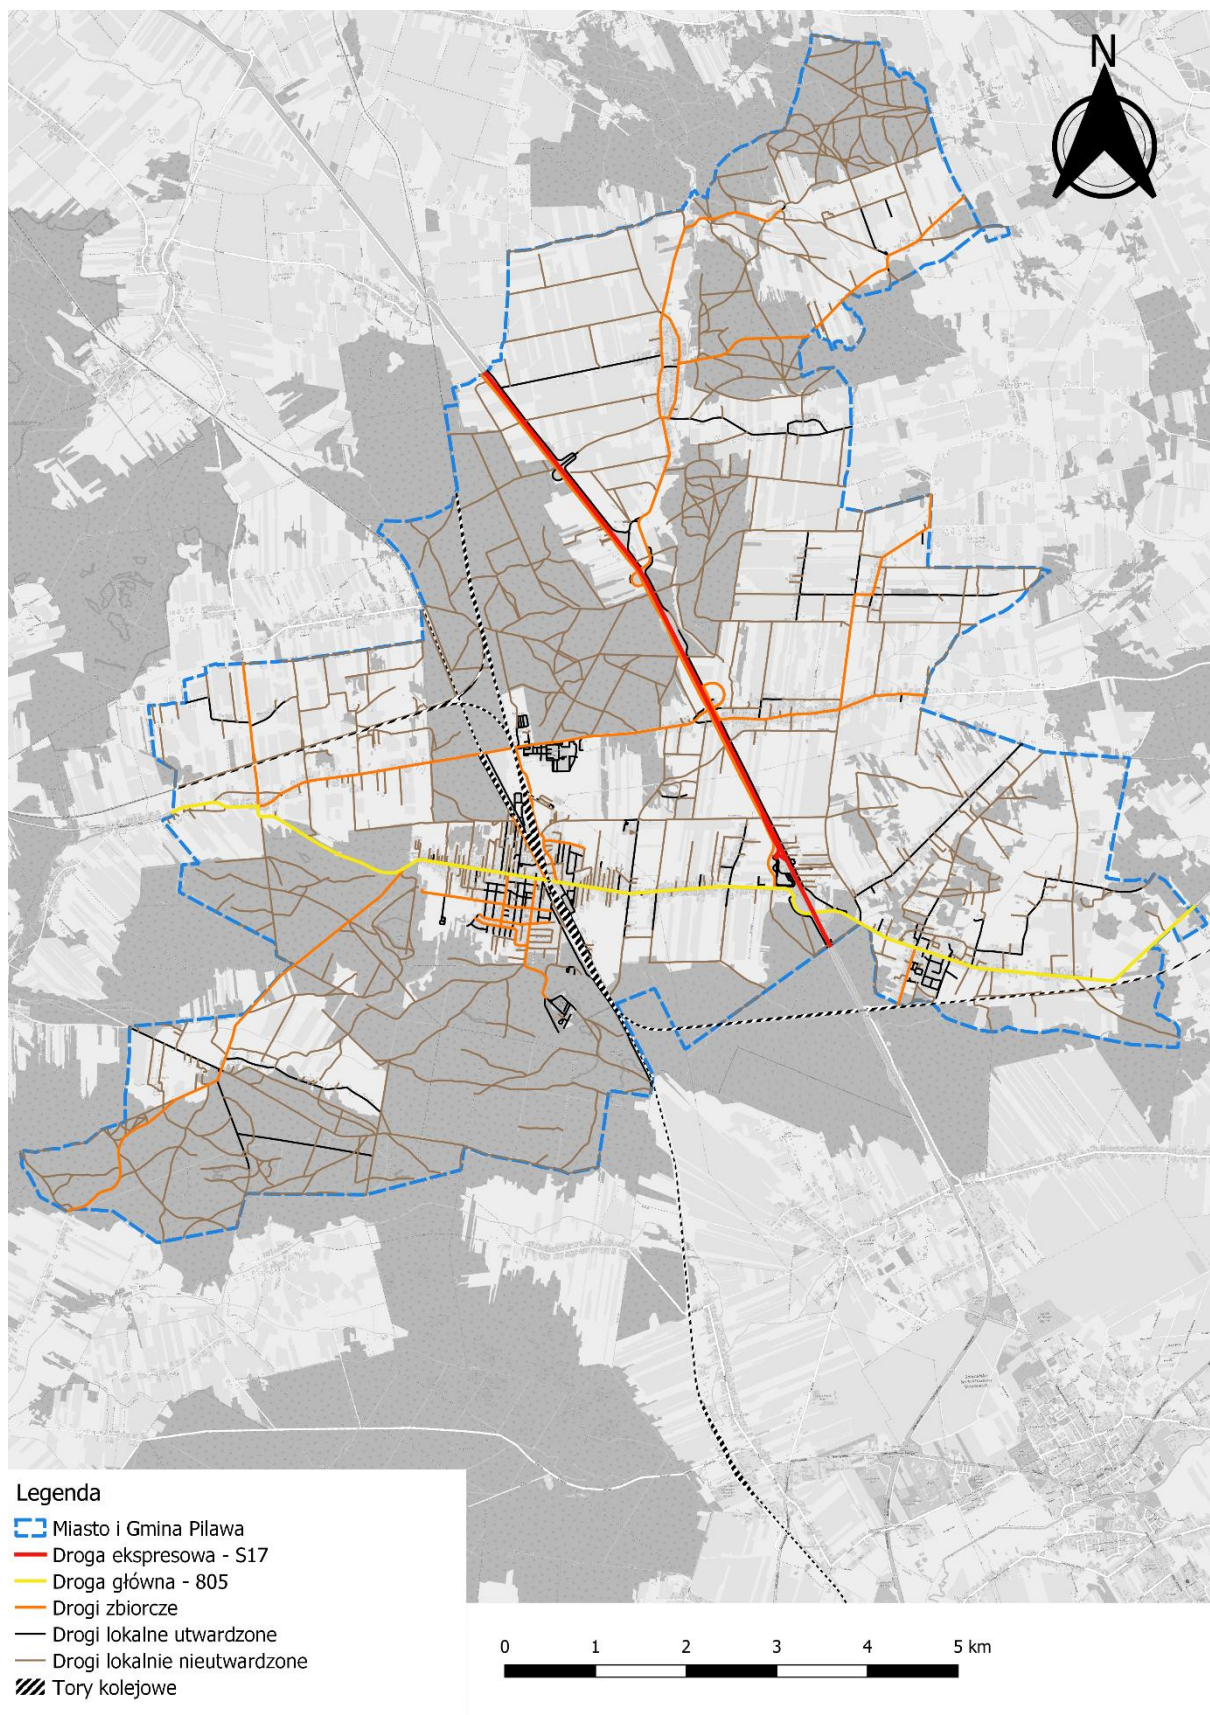 N
Legenda
Miasto i Gmina Pilawa
Droga ekspresowa - S17
Droga główna - 805
Drogi zbiorcze
Drogi lokalne utwardzone
Drogi lokalnie nieutwardzone
Tory kolejowe
0 1 2 3 4 5 km